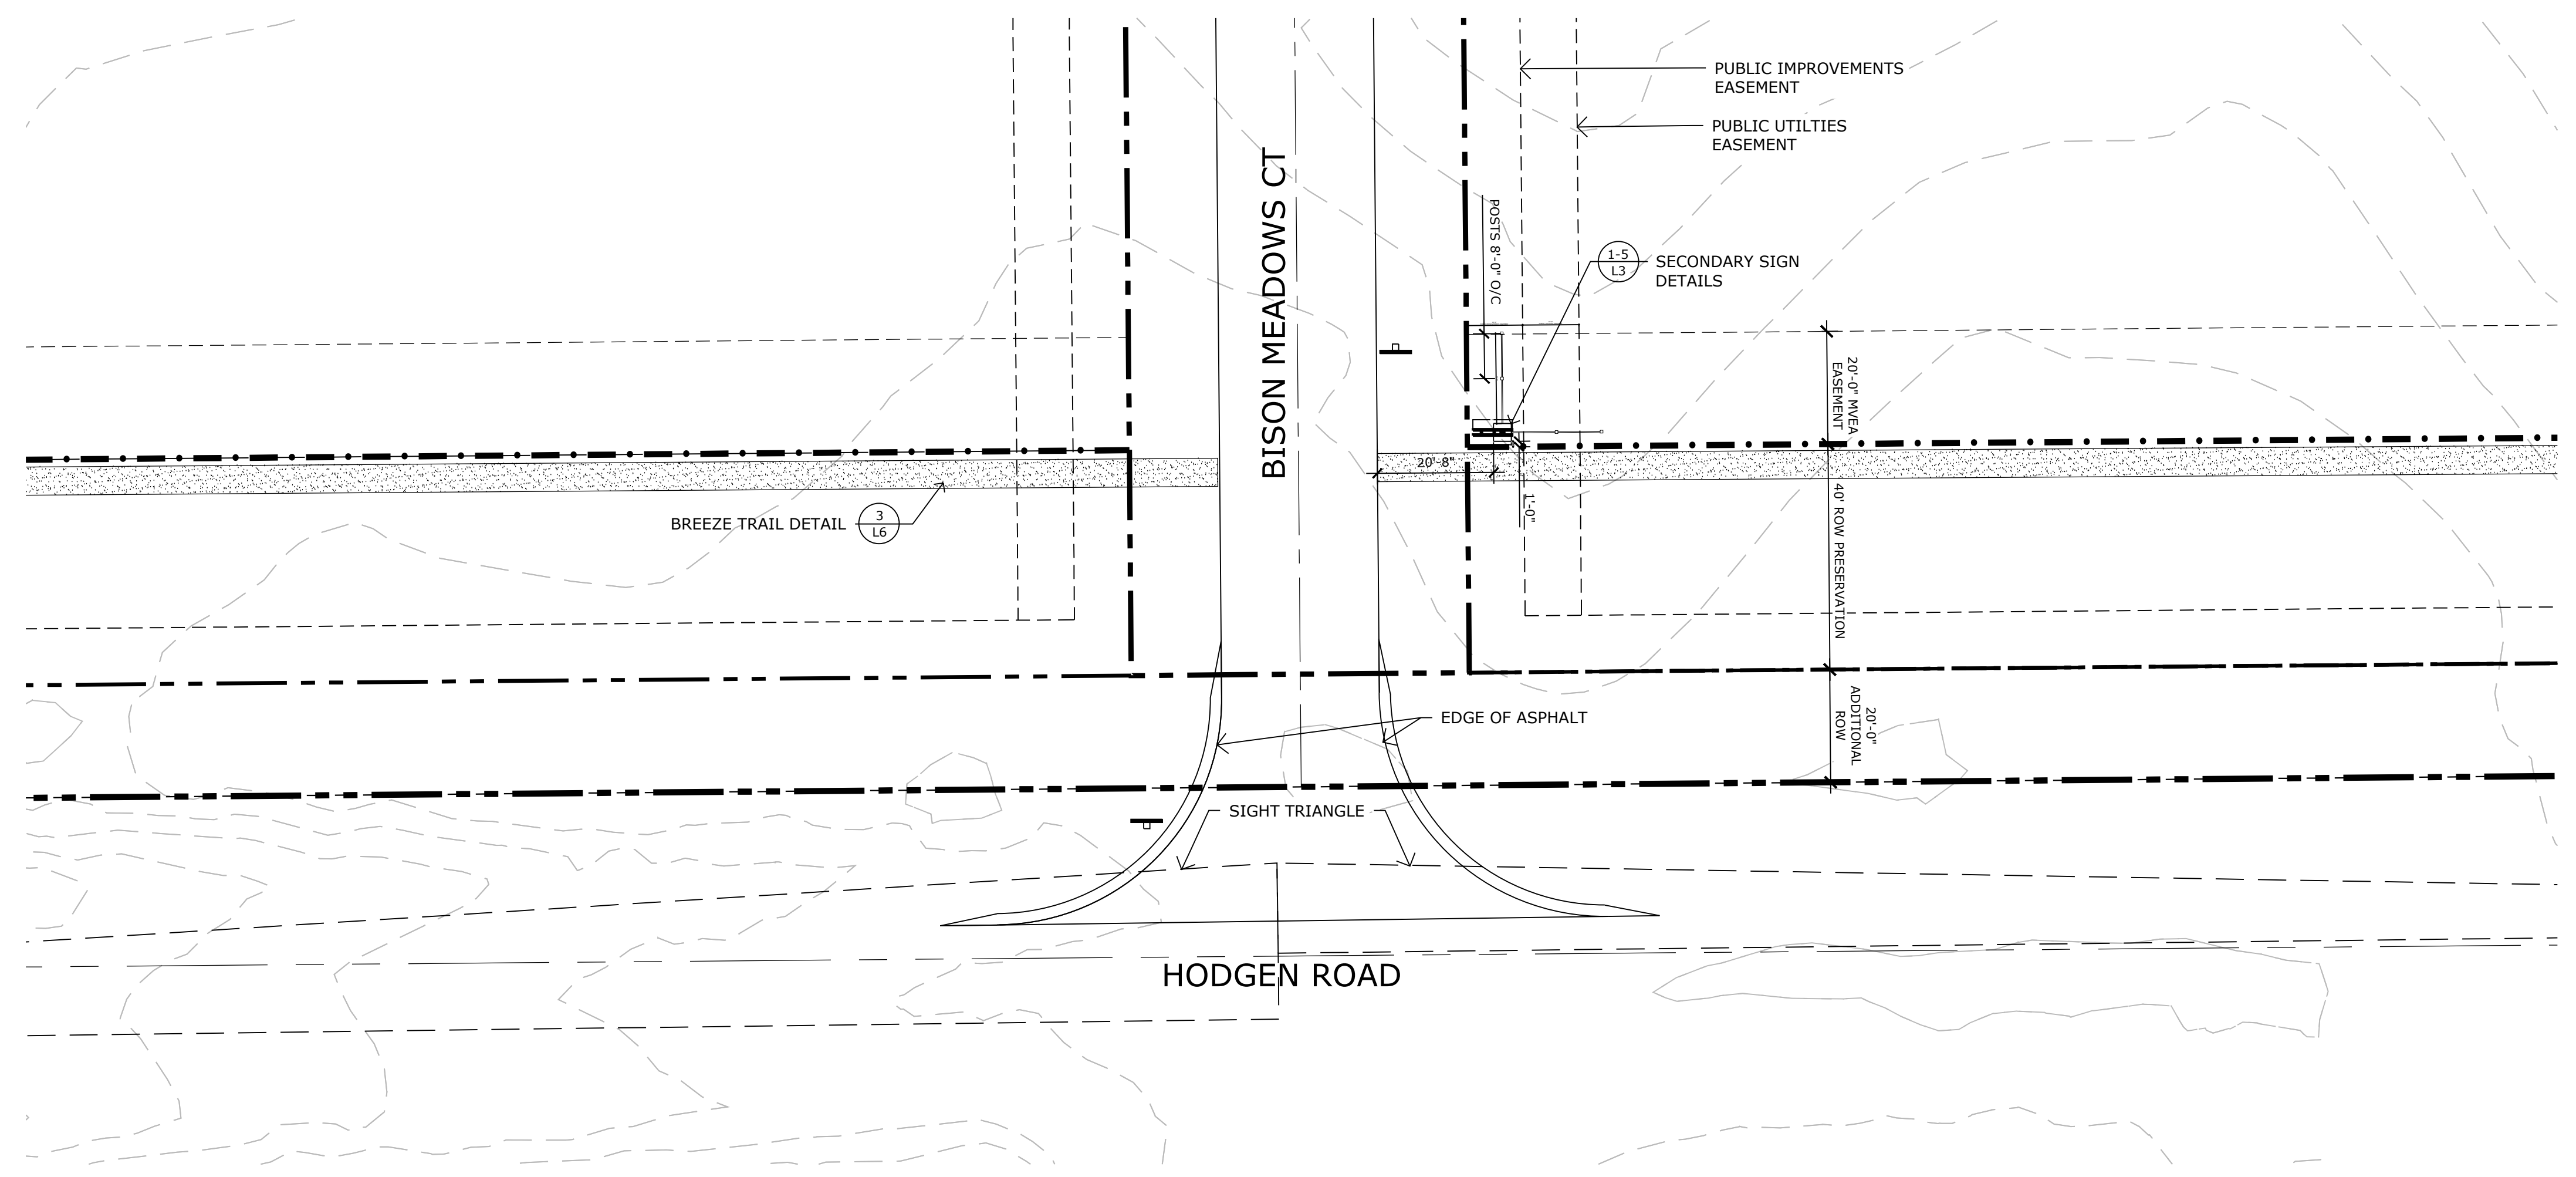 PUBLIC IMPROVEMENTS
EASEMENT
PUBLIC UTILTIES
EASEMENT
BISON MEADOWS CT
POSTS 8'-0" O/C
1-5
L3
SECONDARY SIGN
DETAILS
20'-0" MVEA
EASEMENT
20'-8"
1'-0"
40' ROW PRESERVATION
BREEZE TRAIL DETAIL
3
L6
20'-0"
ADDITIONAL
ROW
EDGE OF ASPHALT
SIGHT TRIANGLE
HODGEN ROAD